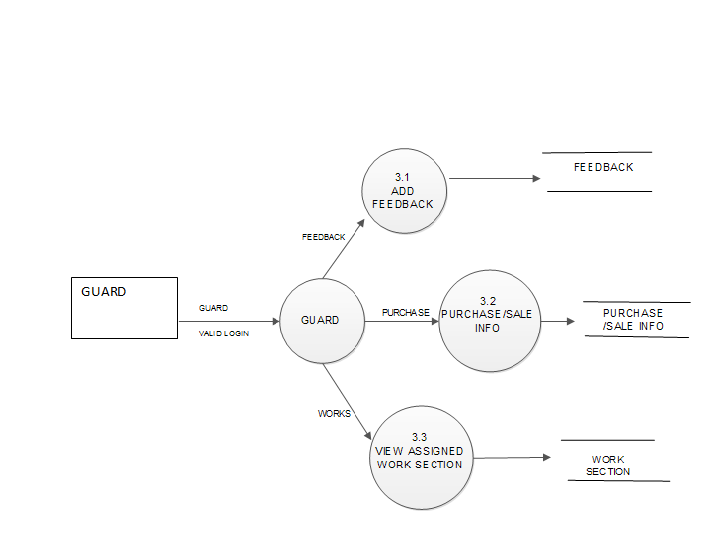 3.1
ADD
FEEDBACK
FEEDBACK
FEEDBACK
GUARD
GUARD
VALID LOGIN
GUARD
PURCHASE
3.2
PURCHASE/SALE
INFO
PURCHASE
/SALE INFO
WORKS
3.3
VIEW ASSIGNED
WORK SECTION
WORK
SECTION